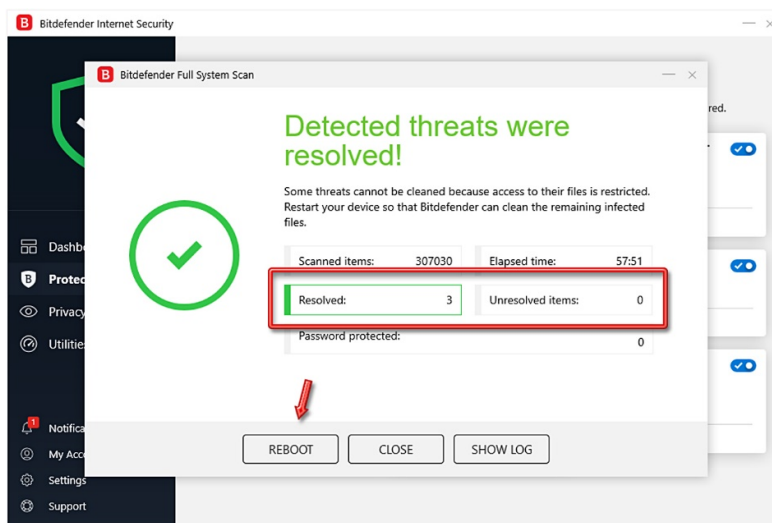 B Bitdefender Internet Security
B Bitdefender Full System Scan
red.
Detected threats were
resolved!
Some threats cannot be cleaned because access to their files is restricted.
Restart your device so that Bitdefender can clean the remaining infected
files.
Scanned items: 307030 Elapsed time: 57:51
Resolved: 3 Unresolved items: 0
Password protected: 0
REBOOT CLOSE SHOW LOG
Dashb
B Protec
Privacy
Utilitie
1
Notifica
My Acco
Settings
Support